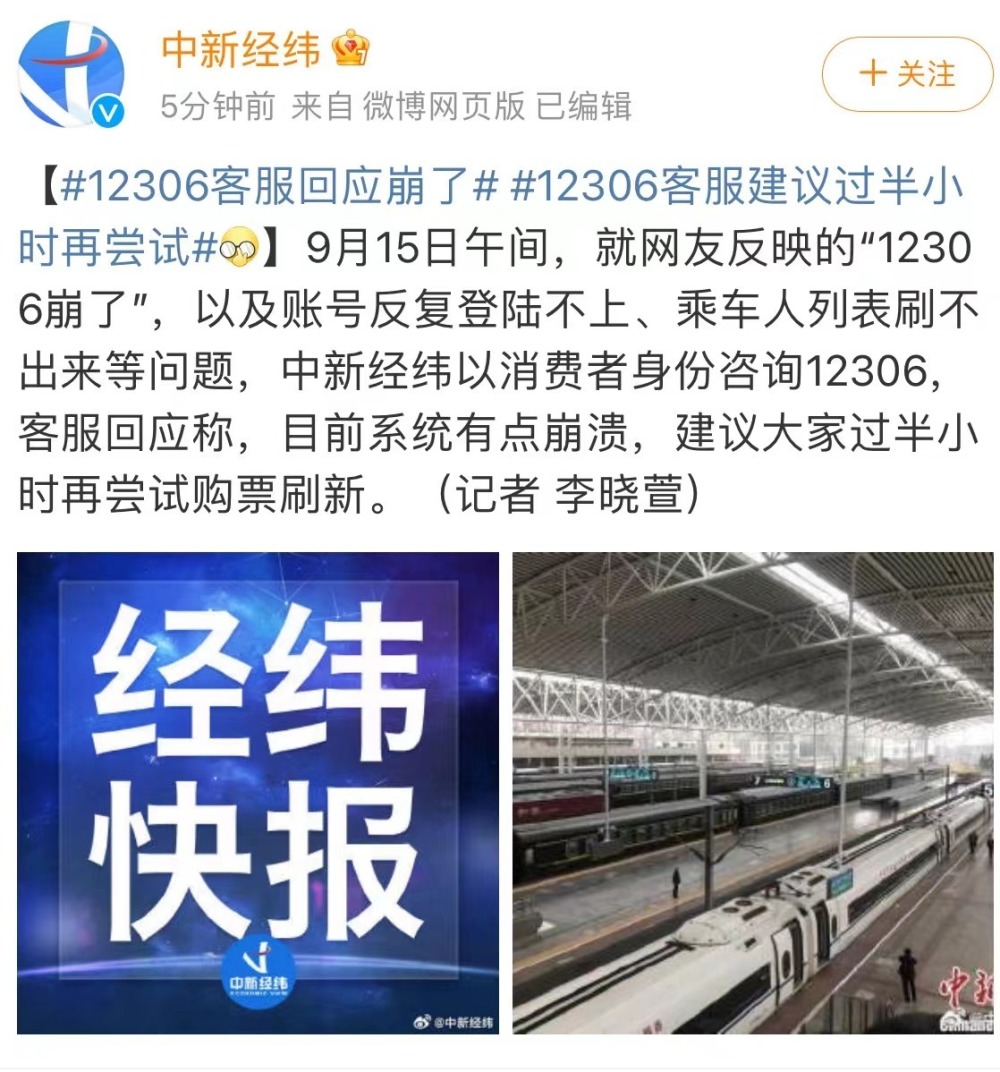 中新经纬
5分钟前 来自 微博网页版 已编辑
+ 关注
【#12306客服回应崩了# #12306客服建议过半小
时再尝试#】9月15日午间，就网友反映的“1230
6崩了”，以及账号反复登陆不上、乘车人列表刷不
出来等问题，中新经纬以消费者身份咨询12306，
客服回应称，目前系统有点崩溃，建议大家过半小
时再尝试购票刷新。（记者 李晓萱）
经纬
快报
中新经纬
@中新经纬